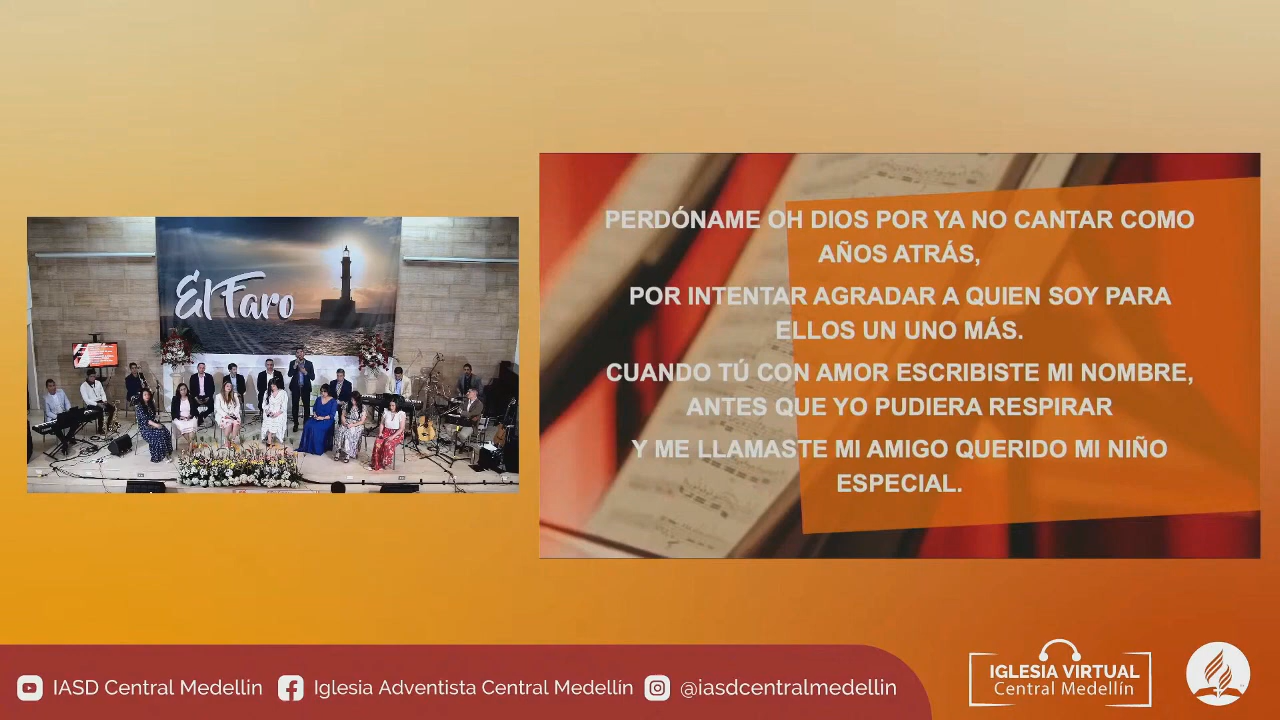 El Faro
PERDÓNAME OH DIOS POR YA NO CANTAR COMO
AÑOS ATRÁS,
POR INTENTAR AGRADAR A QUIEN SOY PARA
ELLOS UN UNO MÁS.
CUANDO TÚ CON AMOR ESCRIBISTE MI NOMBRE,
ANTES QUE YO PUDIERA RESPIRAR
Y ME LLAMASTE MI AMIGO QUERIDO MI NIÑO
ESPECIAL.
IASD Central Medellín
Iglesia Adventista Central Medellín
@iasdcentralmedellin
IGLESIA VIRTUAL
Central Medellín